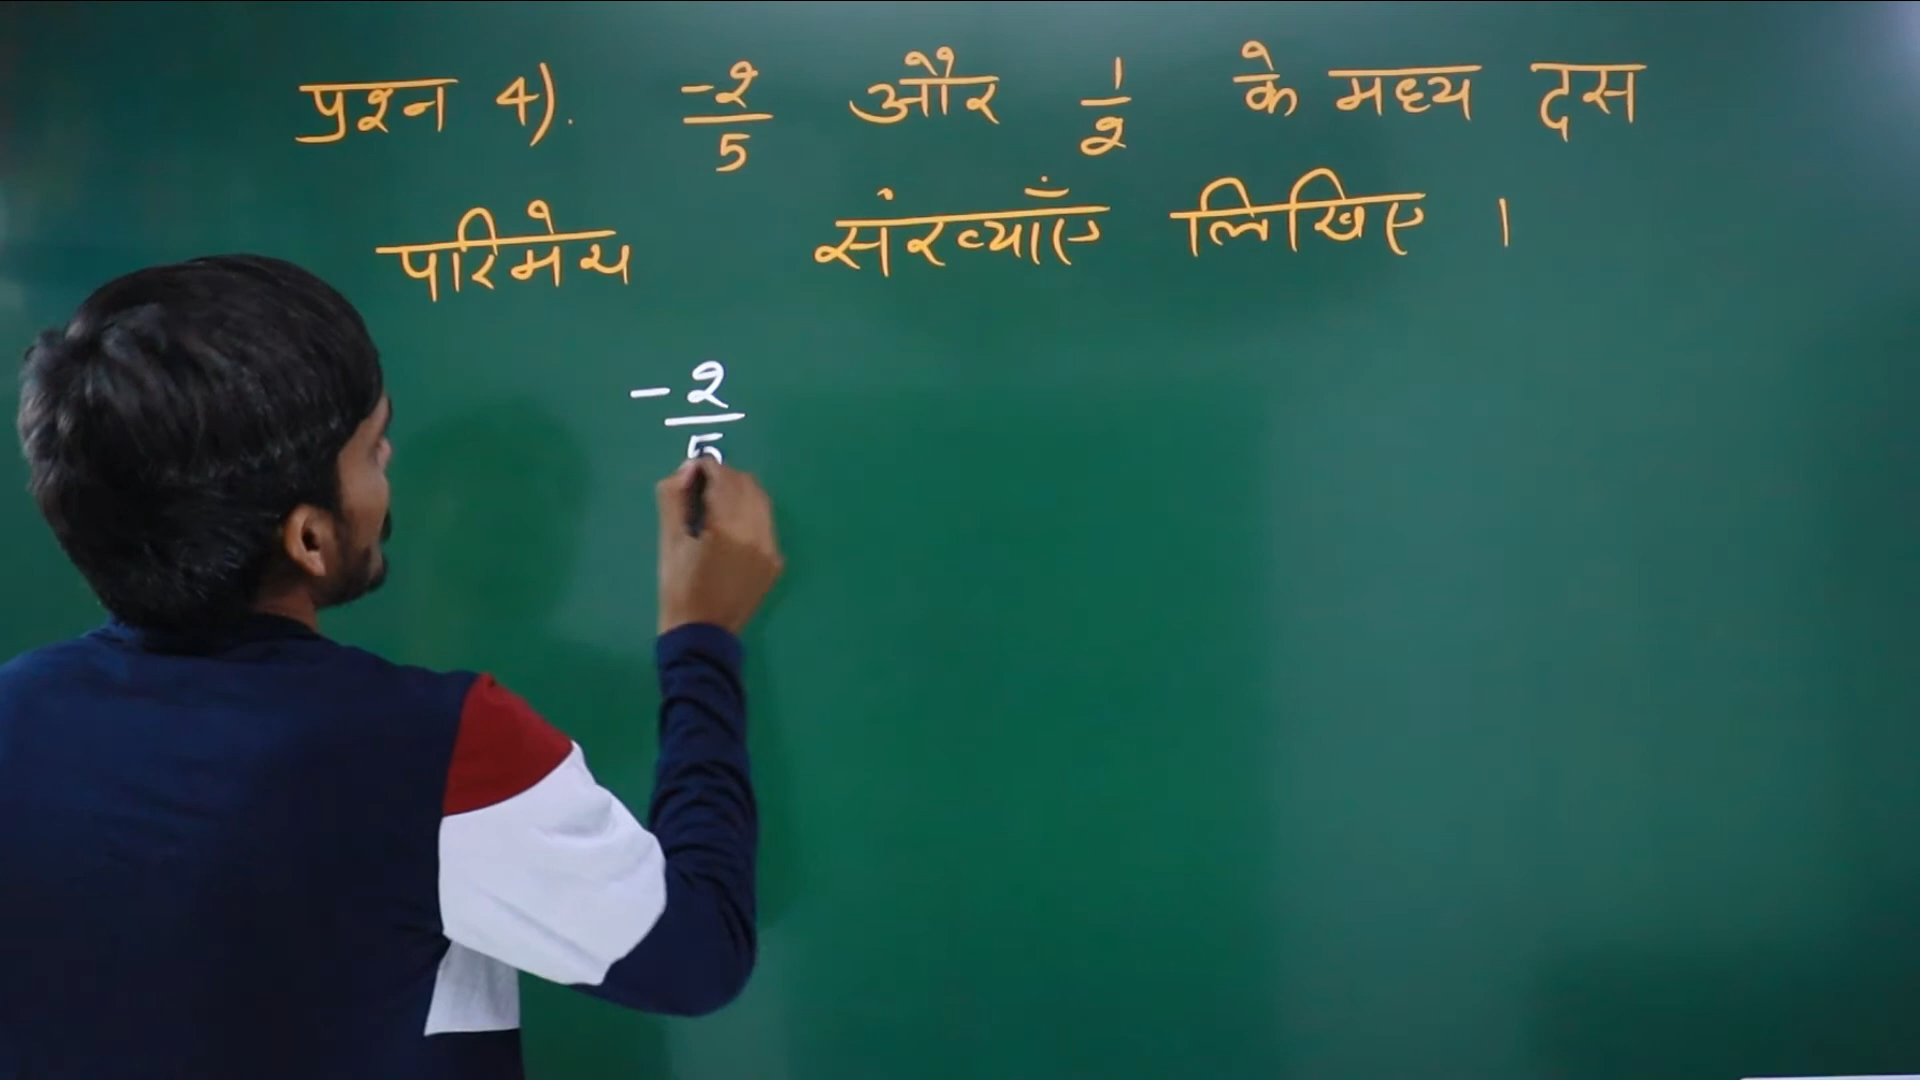 प्रश्न 4). -2/5 और 1/2 के मध्य दस
परिमेय संख्याएँ लिखिए ।
-2/5